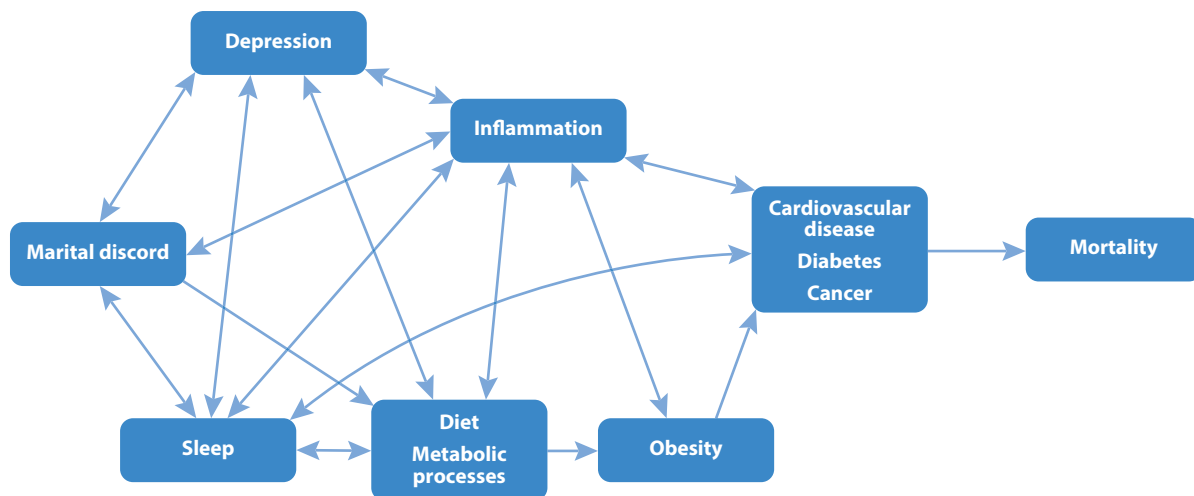 Depression
Inflammation
Cardiovascular
disease
Diabetes
Cancer
Mortality
Marital discord
Sleep
Diet
Metabolic
processes
Obesity